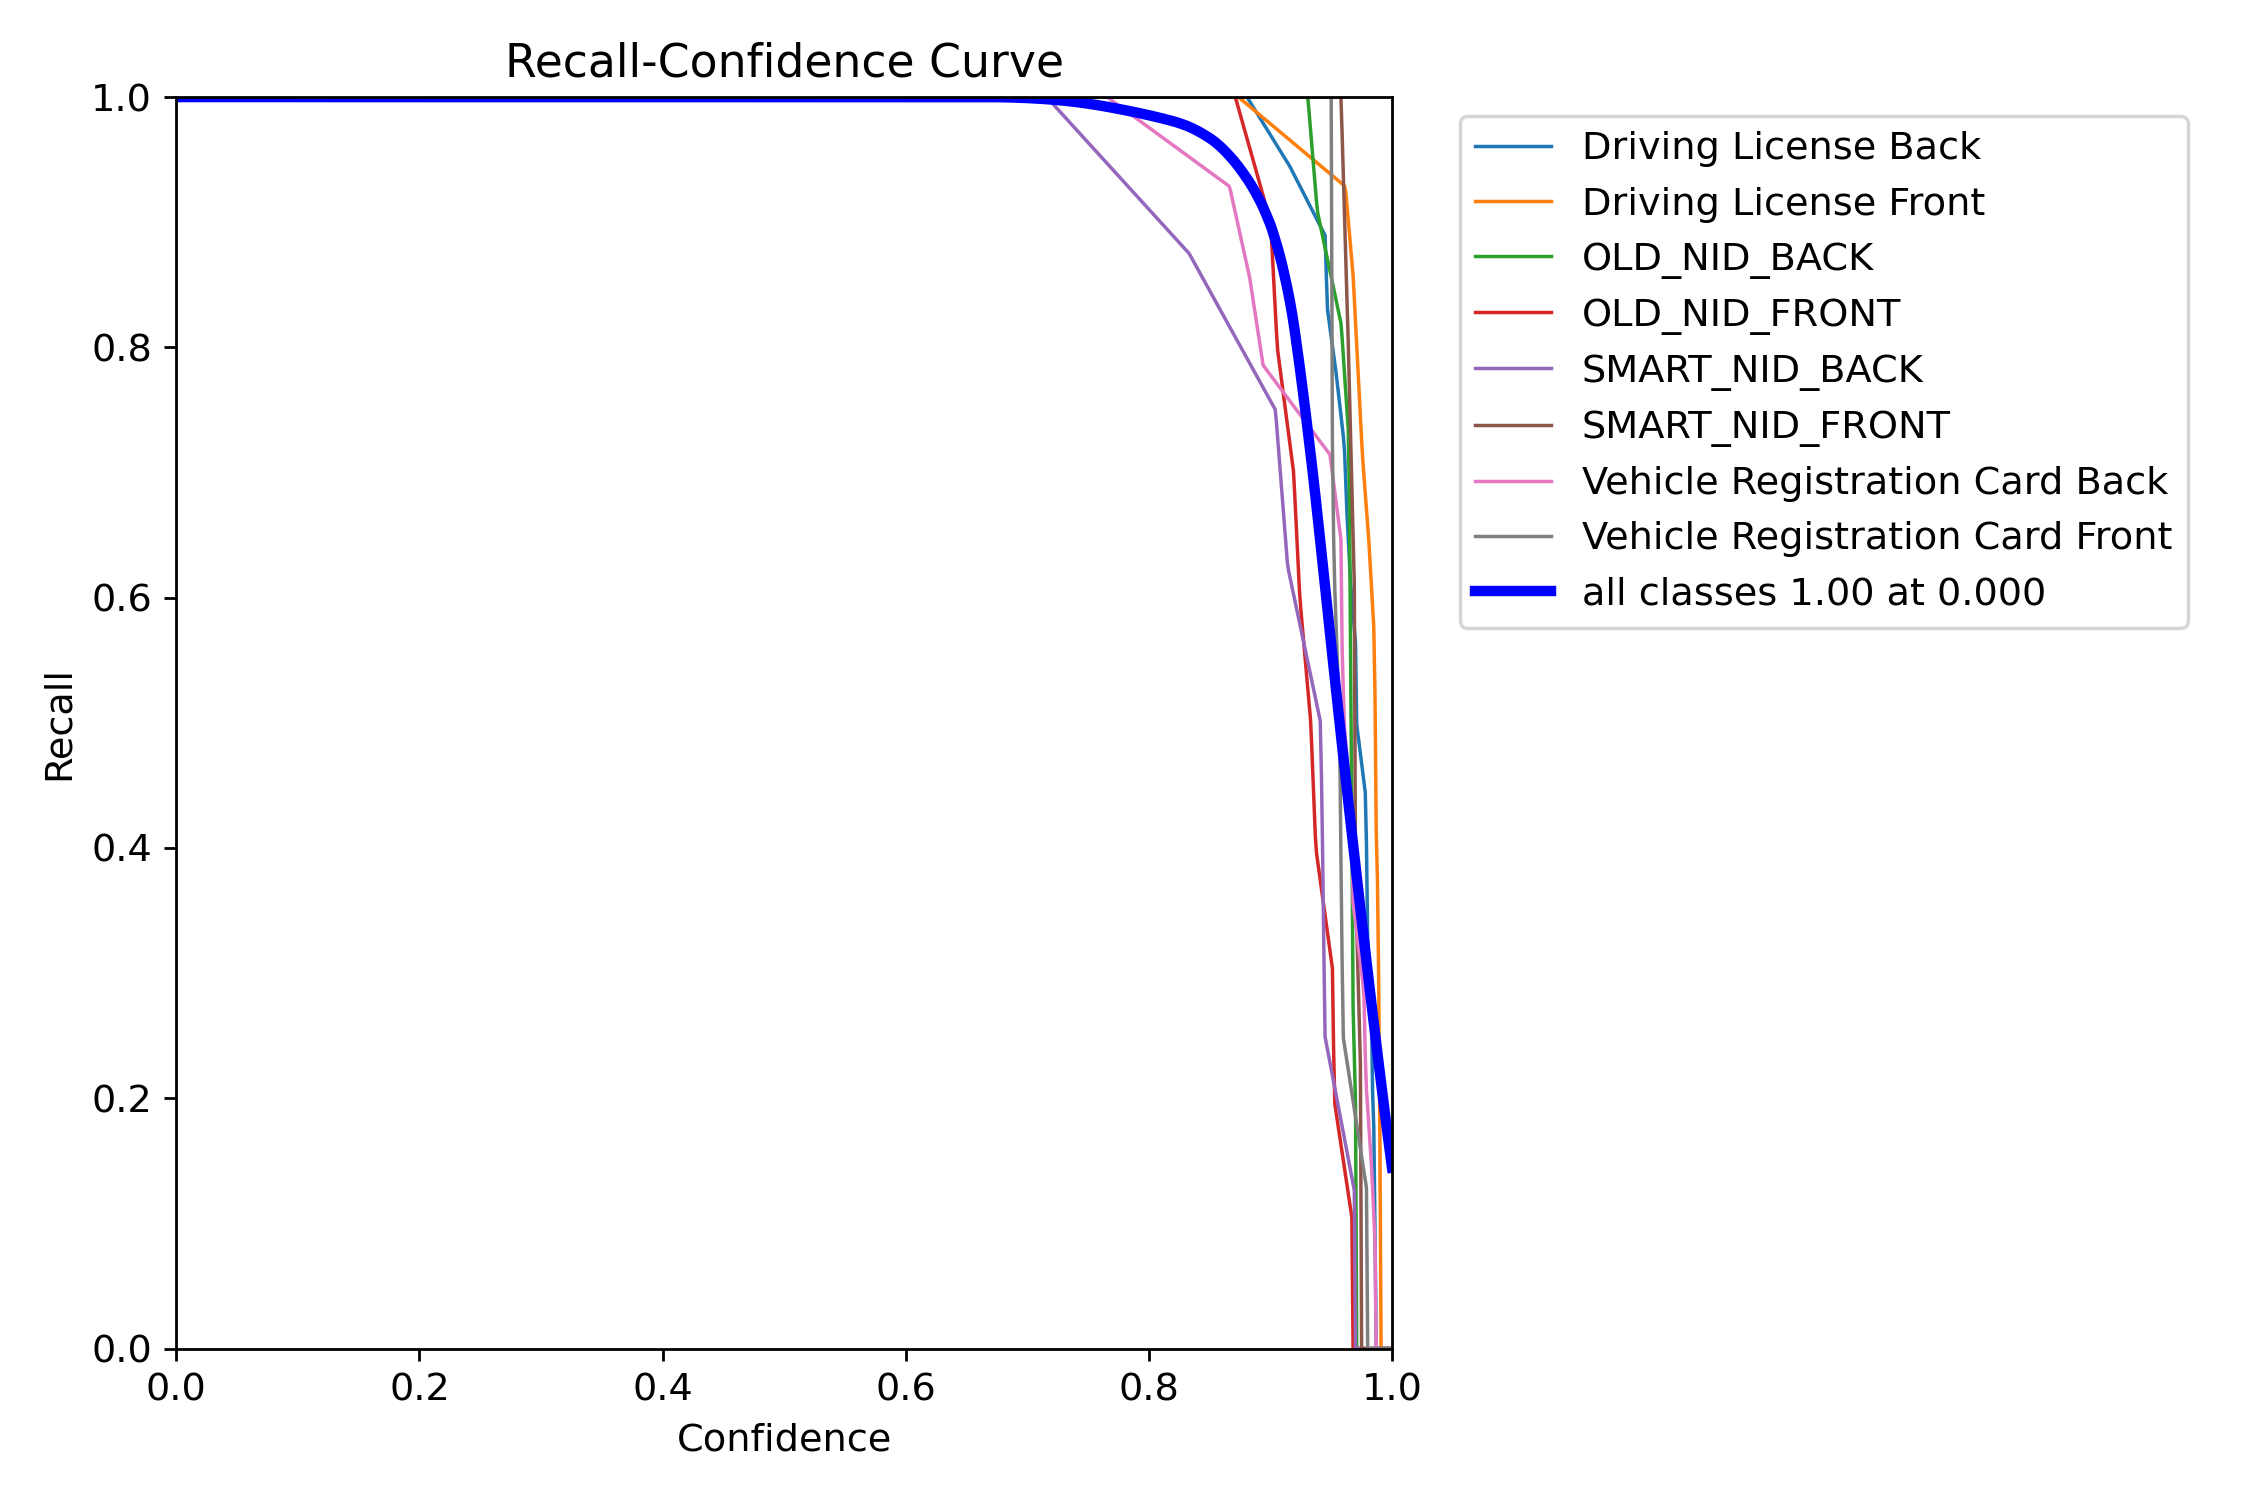 Recall-Confidence Curve
1.0
0.8
0.6
0.4
0.2
0.0
Recall
0.0 0.2 0.4 0.6 0.8 1.0
Confidence
Driving License Back
Driving License Front
OLD_NID_BACK
OLD_NID_FRONT
SMART_NID_BACK
SMART_NID_FRONT
Vehicle Registration Card Back
Vehicle Registration Card Front
all classes 1.00 at 0.000